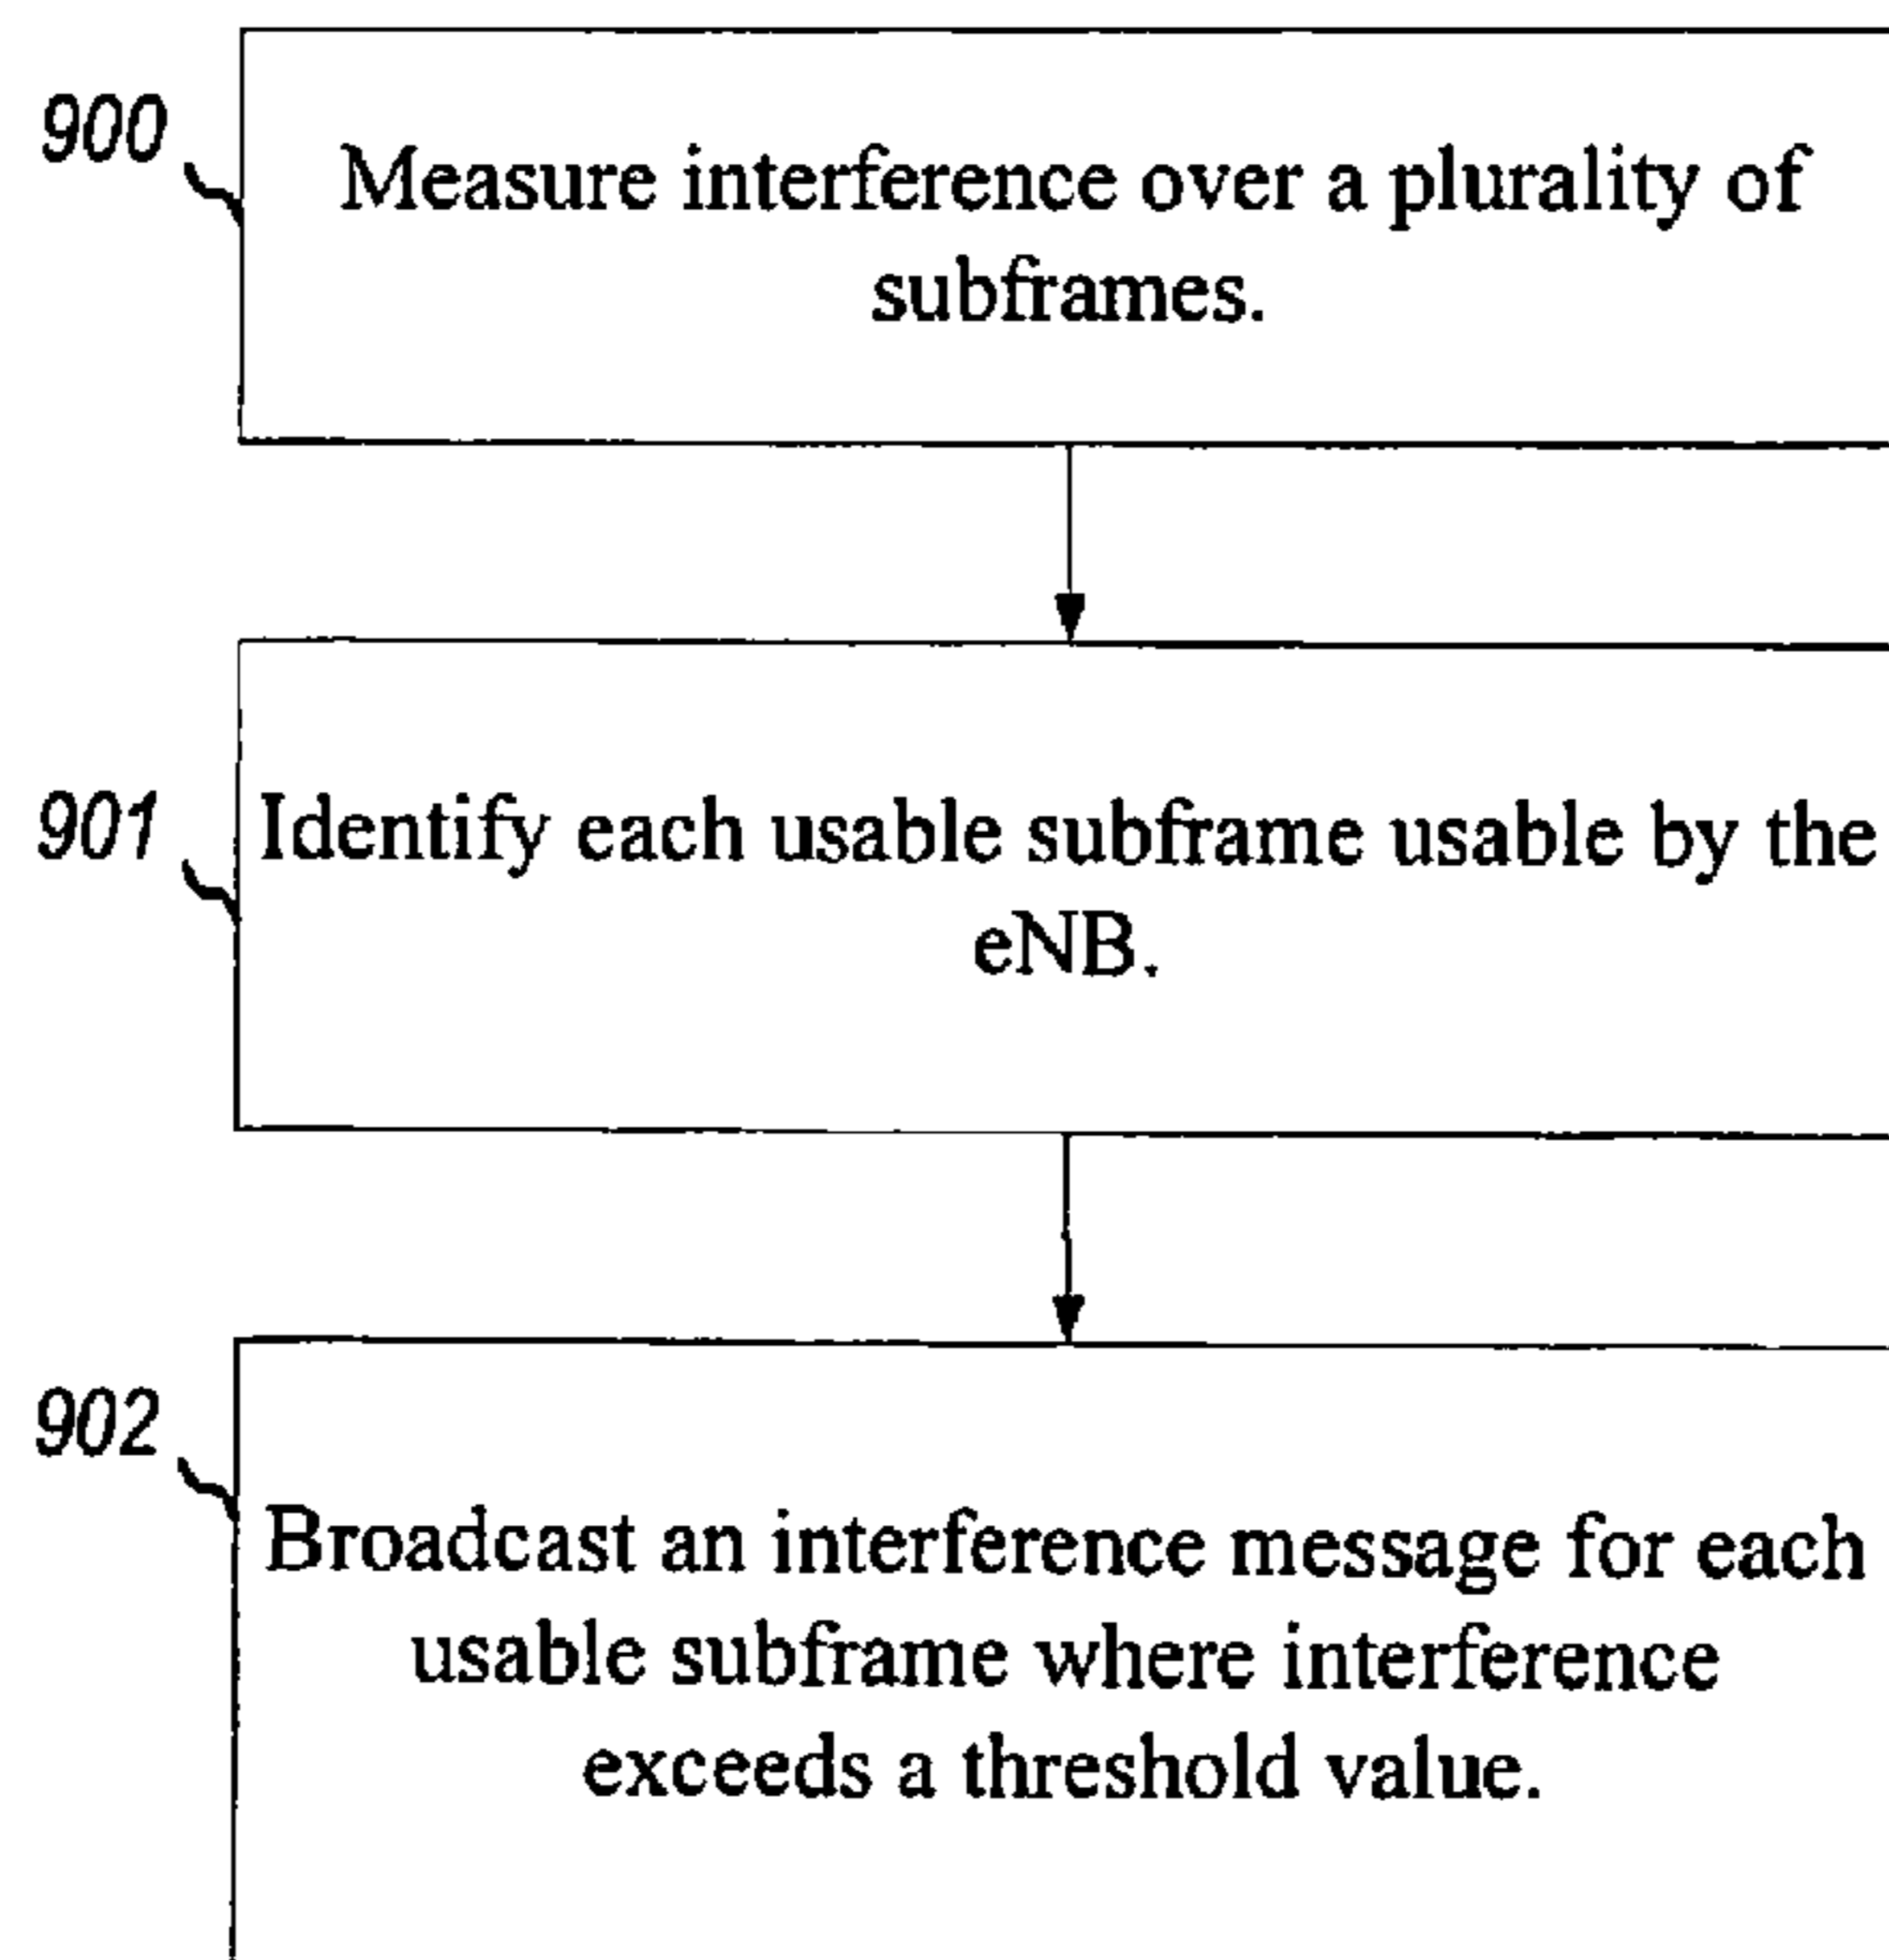 900
Measure interference over a plurality of
subframes.
901
Identify each usable subframe usable by the
eNB.
902
Broadcast an interference message for each
usable subframe where interference
exceeds a threshold value.